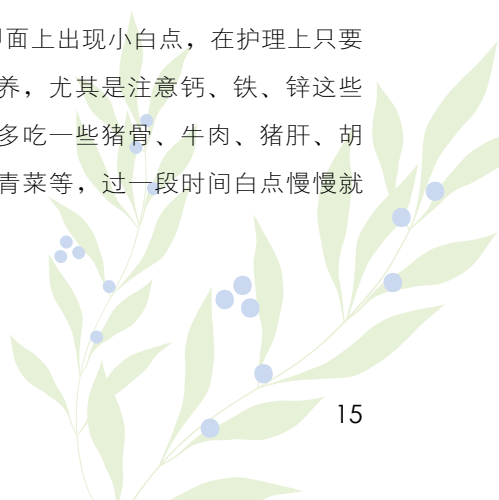 面上出现小白点，在护理上只要
养，尤其是注意钙、铁、锌这些
多吃一些猪骨、牛肉、猪肝、胡
青菜等，过一段时间白点慢慢就
15